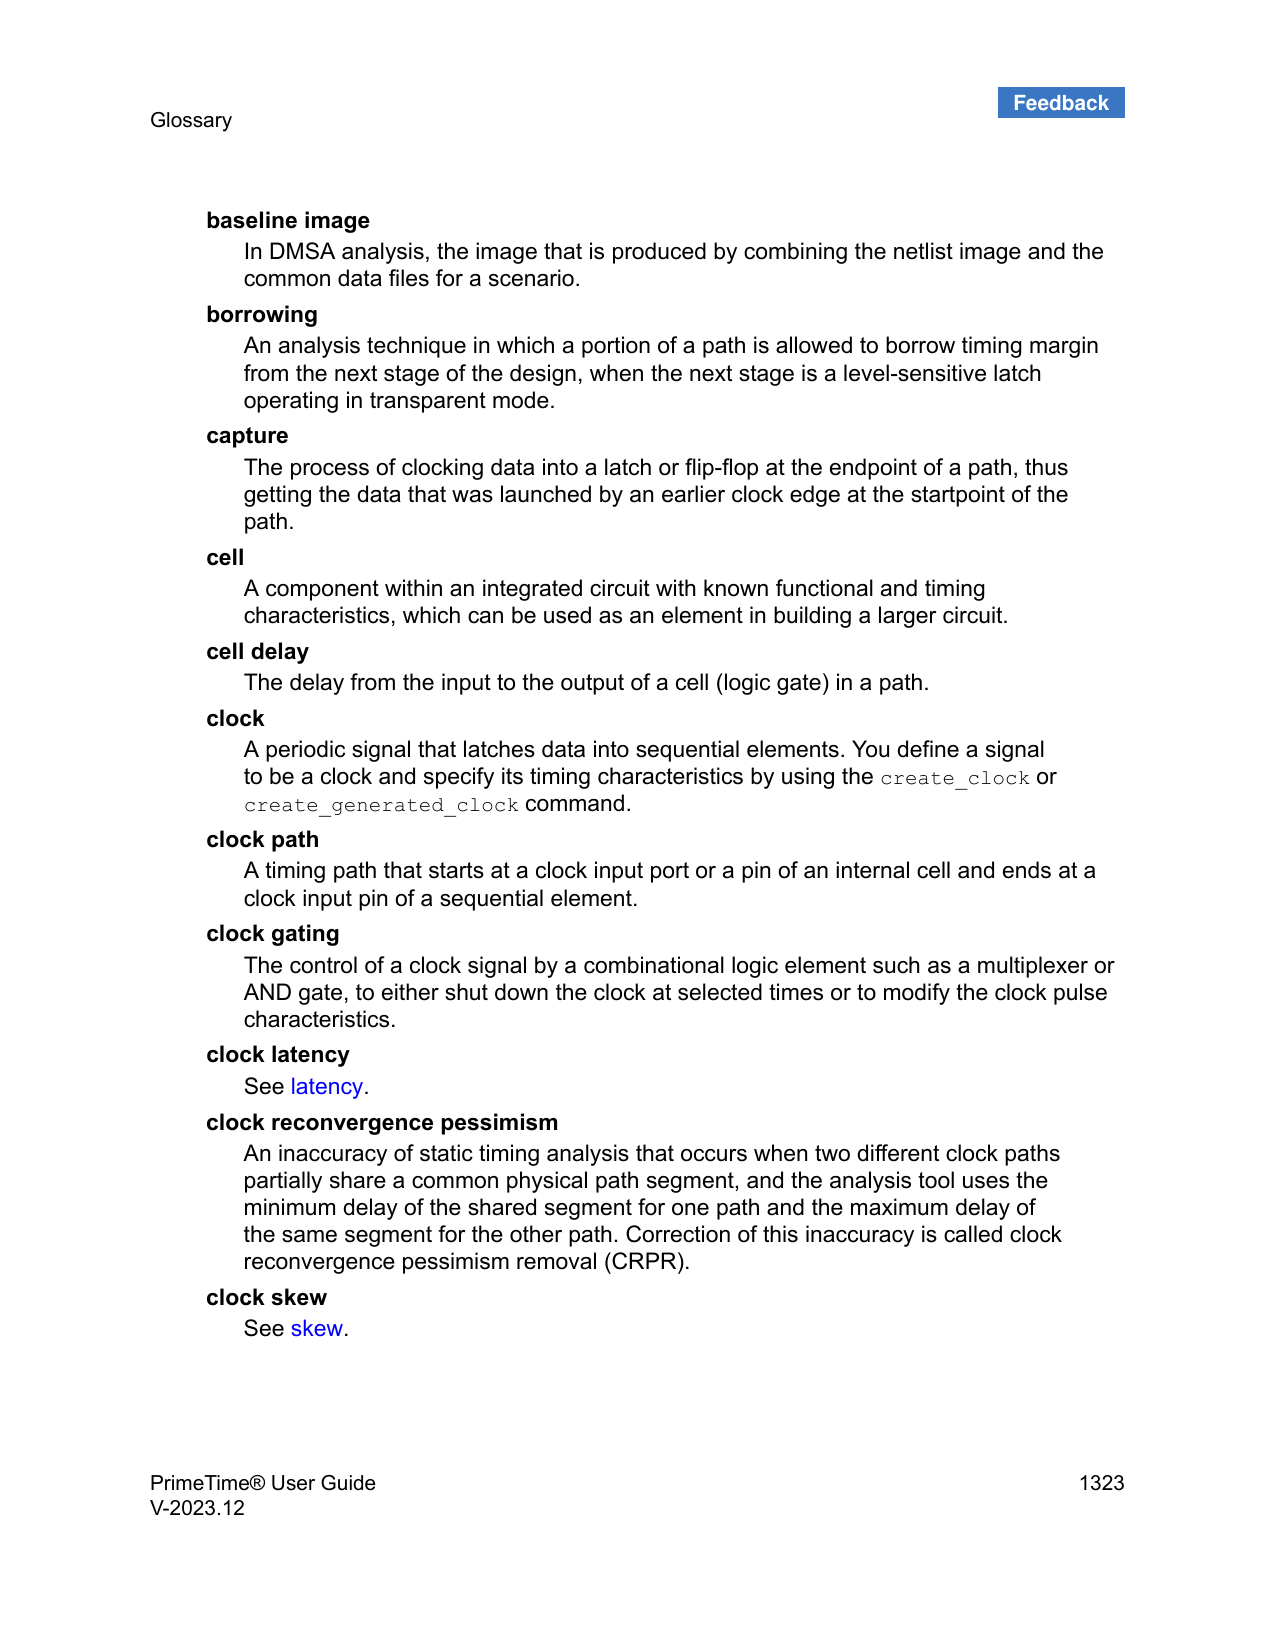 Feedback
Glossary
baseline image
In DMSA analysis, the image that is produced by combining the netlist image and the
common data files for a scenario.
borrowing
An analysis technique in which a portion of a path is allowed to borrow timing margin
from the next stage of the design, when the next stage is a level-sensitive latch
operating in transparent mode.
capture
The process of clocking data into a latch or flip-flop at the endpoint of a path, thus
getting the data that was launched by an earlier clock edge at the startpoint of the
path.
cell
A component within an integrated circuit with known functional and timing
characteristics, which can be used as an element in building a larger circuit.
cell delay
The delay from the input to the output of a cell (logic gate) in a path.
clock
A periodic signal that latches data into sequential elements. You define a signal
to be a clock and specify its timing characteristics by using the create_clock or
create_generated_clock command.
clock path
A timing path that starts at a clock input port or a pin of an internal cell and ends at a
clock input pin of a sequential element.
clock gating
The control of a clock signal by a combinational logic element such as a multiplexer or
AND gate, to either shut down the clock at selected times or to modify the clock pulse
characteristics.
clock latency
See latency.
clock reconvergence pessimism
An inaccuracy of static timing analysis that occurs when two different clock paths
partially share a common physical path segment, and the analysis tool uses the
minimum delay of the shared segment for one path and the maximum delay of
the same segment for the other path. Correction of this inaccuracy is called clock
reconvergence pessimism removal (CRPR).
clock skew
See skew.
PrimeTime® User Guide 1323
V-2023.12